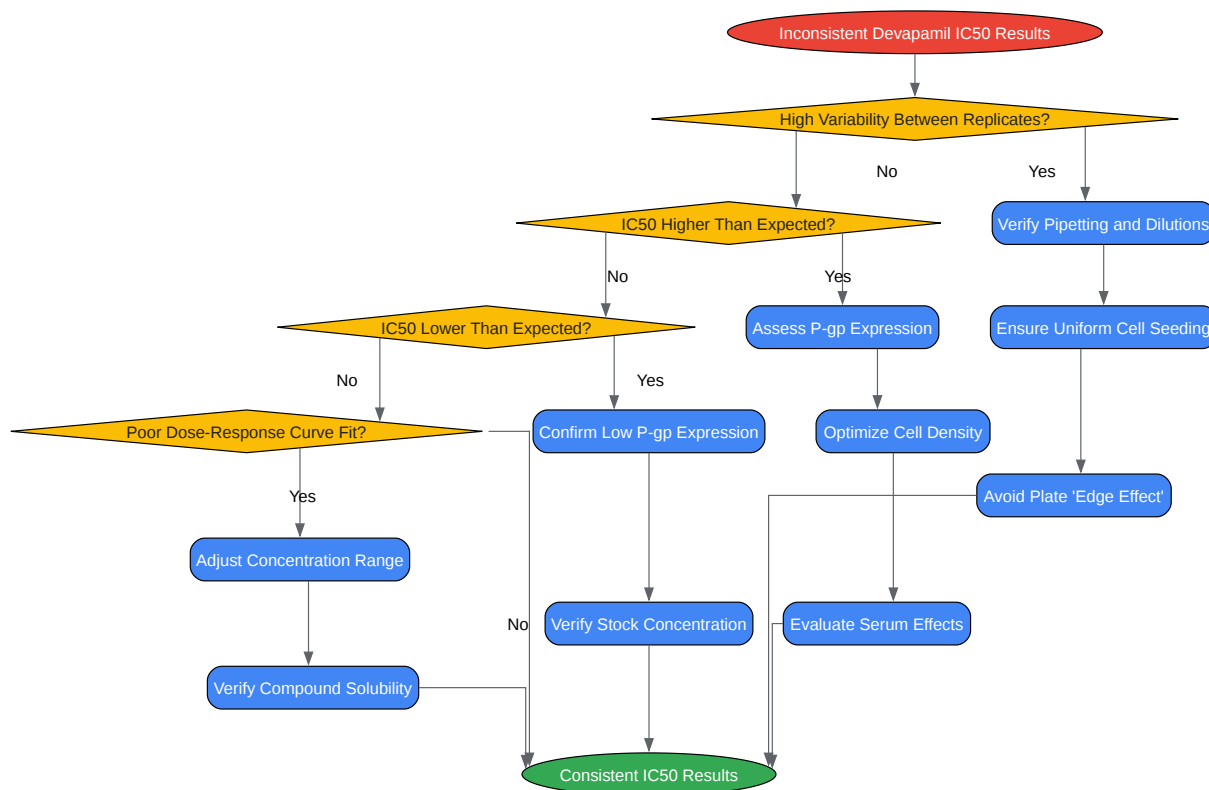 Inconsistent Devapamil IC50 Results
High Variability Between Replicates?
No
Yes
IC50 Higher Than Expected?
Verify Pipetting and Dilutions
No
Yes
IC50 Lower Than Expected?
Assess P-gp Expression
Ensure Uniform Cell Seeding
No
Yes
Poor Dose-Response Curve Fit?
Confirm Low P-gp Expression
Optimize Cell Density
Yes
Avoid Plate 'Edge Effect'
Adjust Concentration Range
No
Verify Stock Concentration
Evaluate Serum Effects
Verify Compound Solubility
Consistent IC50 Results